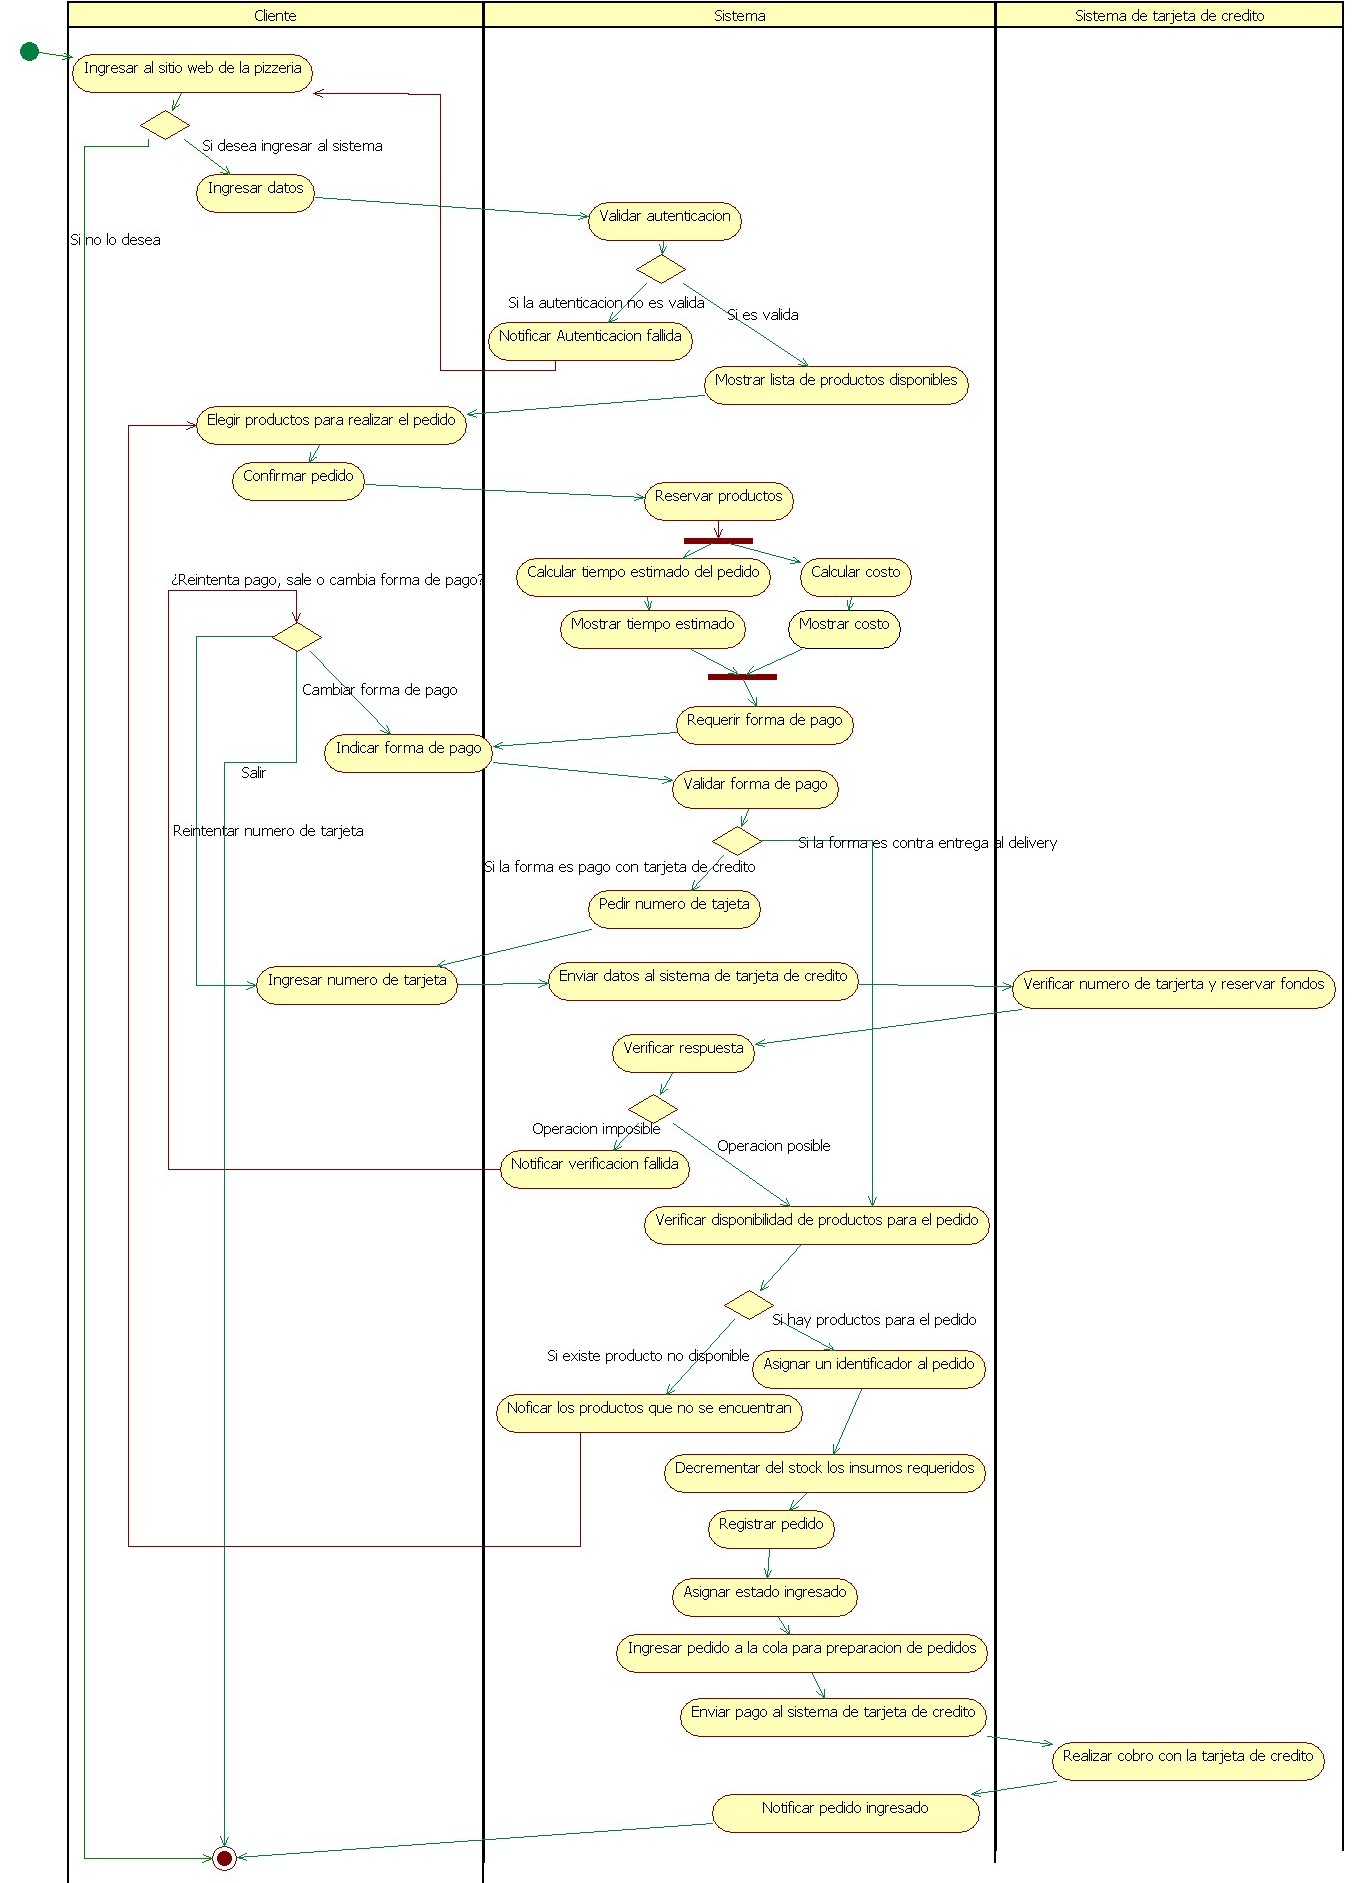 Cliente
Sistema
Sistema de tarjeta de credito
Ingresar al sitio web de la pizzeria
Si desea ingresar al sistema
Ingresar datos
Validar autenticacion
Si no lo desea
Si la autenticacion no es valida
Si es valida
Notificar Autenticacion fallida
Mostrar lista de productos disponibles
Elegir productos para realizar el pedido
Confirmar pedido
Reservar productos
Calcular tiempo estimado del pedido
Calcular costo
¿Reintenta pago, sale o cambia forma de pago?
Mostrar tiempo estimado
Mostrar costo
Cambiar forma de pago
Requerir forma de pago
Indicar forma de pago
Salir
Validar forma de pago
Reintentar numero de tarjeta
Si la forma es contra entrega al delivery
Si la forma es pago con tarjeta de credito
Pedir numero de tajeta
Ingresar numero de tarjeta
Enviar datos al sistema de tarjeta de credito
Verificar numero de tarjerta y reservar fondos
Verificar respuesta
Operacion imposible
Operacion posible
Notificar verificacion fallida
Verificar disponibilidad de productos para el pedido
Si hay productos para el pedido
Si existe producto no disponible
Asignar un identificador al pedido
Noficar los productos que no se encuentran
Decrementar del stock los insumos requeridos
Registrar pedido
Asignar estado ingresado
Ingresar pedido a la cola para preparacion de pedidos
Enviar pago al sistema de tarjeta de credito
Realizar cobro con la tarjeta de credito
Notificar pedido ingresado